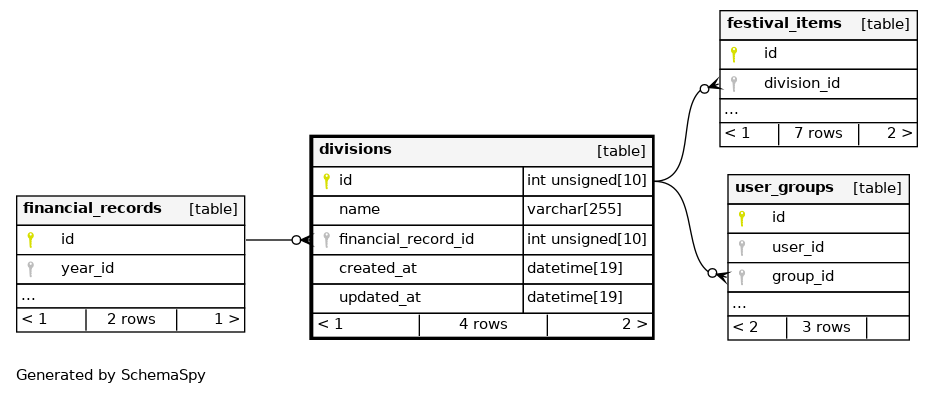 festival_items [table]
id
division_id
...
< 1 7 rows 2 >
divisions [table]
id int unsigned[10]
name varchar[255]
financial_record_id int unsigned[10]
created_at datetime[19]
updated_at datetime[19]
< 1 4 rows 2 >
user_groups [table]
id
user_id
group_id
...
< 2 3 rows
financial_records [table]
id
year_id
...
< 1 2 rows 1 >
Generated by SchemaSpy